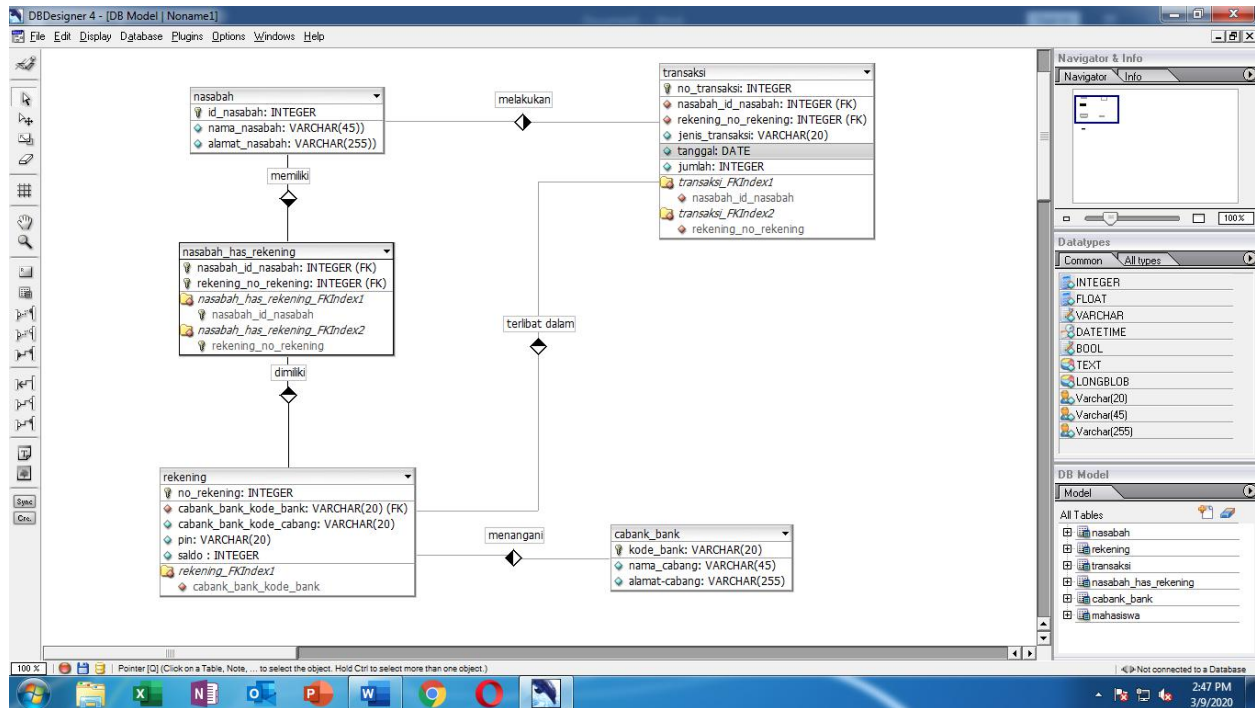 DBDesigner 4 - [DB Model | Noname1]
File Edit Display Database Plugins Options Windows Help
nasabah
id_nasabah: INTEGER
nama_nasabah: VARCHAR(45))
alamat_nasabah: VARCHAR(255))
melakukan
transaksi
no_transaksi: INTEGER
nasabah_id_nasabah: INTEGER (FK)
rekening_no_rekening: INTEGER (FK)
jenis_transaksi: VARCHAR(20)
tanggal: DATE
jumlah: INTEGER
transaksi_FKIndex1
nasabah_id_nasabah
transaksi_FKIndex2
rekening_no_rekening
memiliki
nasabah_has_rekening
nasabah_id_nasabah: INTEGER (FK)
rekening_no_rekening: INTEGER (FK)
nasabah_has_rekening_FKIndex1
nasabah_id_nasabah
nasabah_has_rekening_FKIndex2
rekening_no_rekening
terlibat dalam
dimiliki
rekening
no_rekening: INTEGER
cabank_bank_kode_bank: VARCHAR(20) (FK)
cabank_bank_kode_cabang: VARCHAR(20)
pin: VARCHAR(20)
saldo : INTEGER
rekening_FKIndex1
cabank_bank_kode_bank
menangani
cabank_bank
kode_bank: VARCHAR(20)
nama_cabang: VARCHAR(45)
alamat-cabang: VARCHAR(255)
Navigator & Info
Navigator Info
100%
Datatypes
Common All types
INTEGER
FLOAT
VARCHAR
DATETIME
BOOL
TEXT
LONGBLOB
Varchar(20)
Varchar(45)
Varchar(255)
DB Model
Model
All Tables
nasabah
rekening
transaksi
nasabah_has_rekening
cabank_bank
mahasiswa
Sync
Cre.
100 % Pointer [Q] (Click on a Table, Note, ... to select the object. Hold Ctrl to select more than one object.)
Not connected to a Database
2:47 PM
3/9/2020